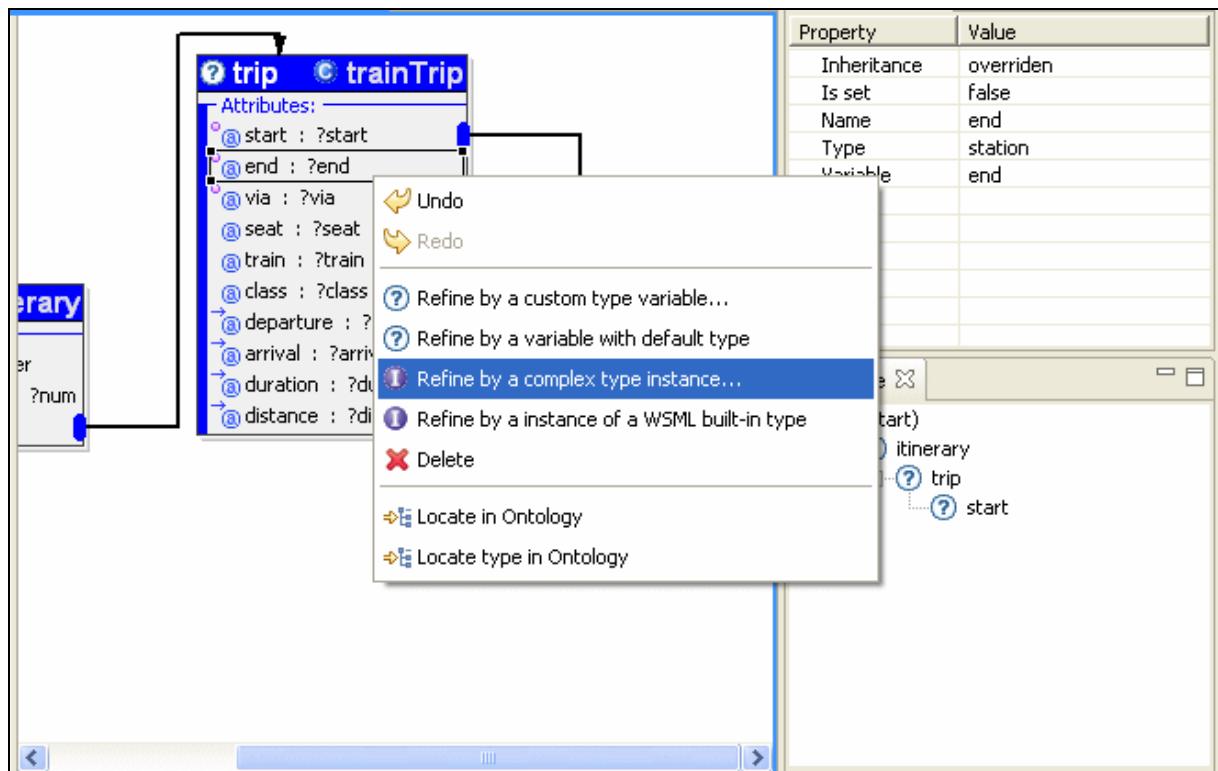 trip trainTrip
Attributes:
start : ?start
end : ?end
via : ?via
seat : ?seat
train : ?train
class : ?class
departure : ?
arrival : ?arriv
duration : ?du
distance : ?di
erary
er
?num
Undo
Redo
Refine by a custom type variable...
Refine by a variable with default type
Refine by a complex type instance...
Refine by a instance of a WSML built-in type
Delete
Locate in Ontology
Locate type in Ontology
Property Value
Inheritance overriden
Is set false
Name end
Type station
Variable end
e
tart)
itinerary
trip
start